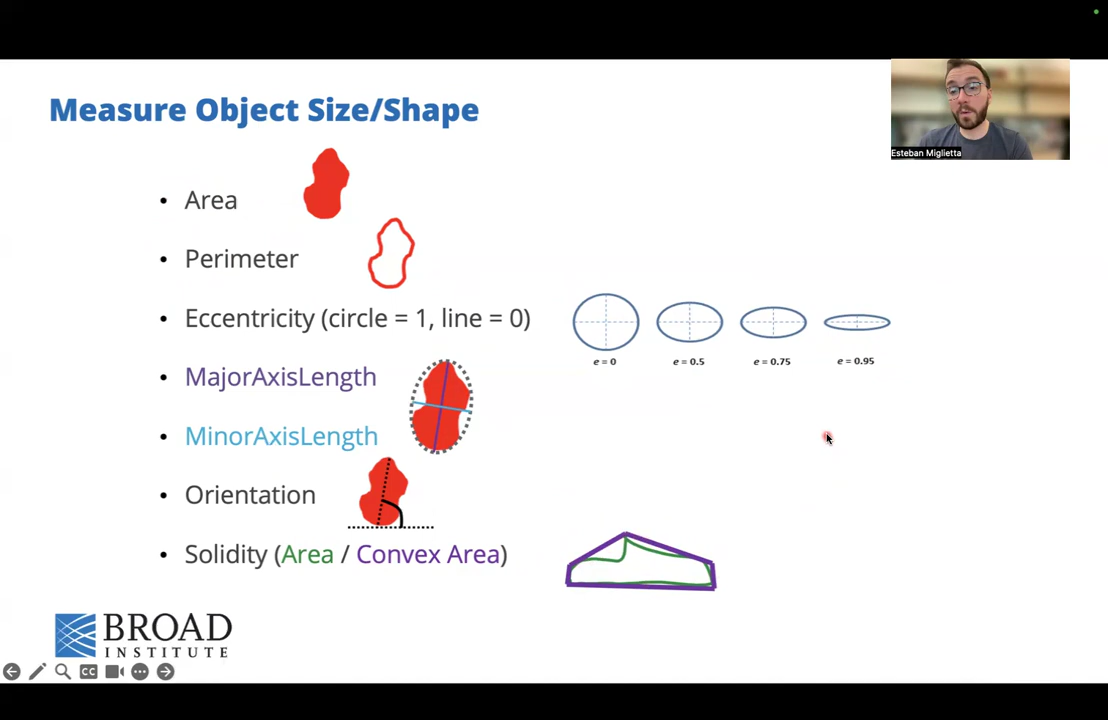 Measure Object Size/Shape
Esteban Miglietta
• Area
• Perimeter
• Eccentricity (circle = 1, line = 0)
e = 0 e = 0.5 e = 0.75 e = 0.95
• MajorAxisLength
• MinorAxisLength
• Orientation
• Solidity (Area / Convex Area)
BROAD
INSTITUTE
CC